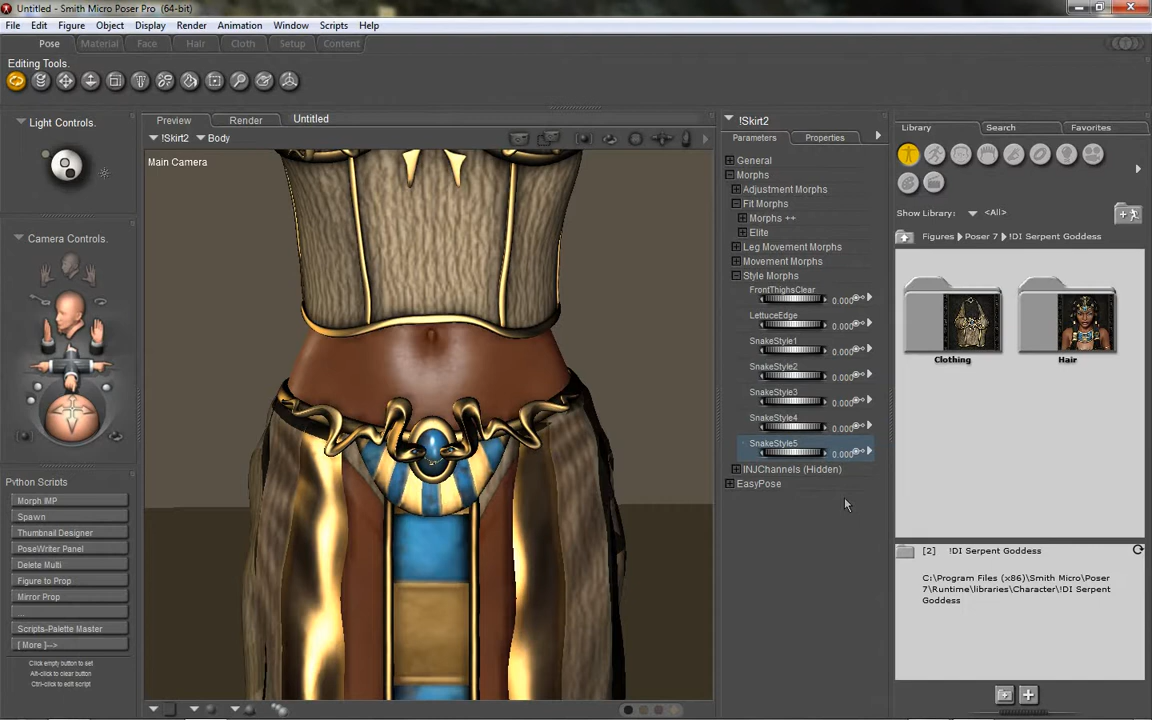 Untitled - Smith Micro Poser Pro (64-bit)
File Edit Figure Object Display Render Animation Window Scripts Help
Pose Material Face Hair Cloth Setup Content
Editing Tools.
Light Controls.
Camera Controls.
Python Scripts
Morph IMP
Spawn
Thumbnail Designer
PoseWriter Panel
Delete Multi
Figure to Prop
Mirror Prop
...
Scripts-Palette Master
[ More ]-->
Click empty button to set
Alt-click to clear button
Ctrl-click to edit script
Preview Render Untitled
!Skirt2 Body
Main Camera
!Skirt2
Parameters Properties
General
Morphs
Adjustment Morphs
Fit Morphs
Morphs ++
Elite
Leg Movement Morphs
Movement Morphs
Style Morphs
FrontThighsClear
0.000
LettuceEdge
0.000
SnakeStyle1
0.000
SnakeStyle2
0.000
SnakeStyle3
0.000
SnakeStyle4
0.000
SnakeStyle5
0.000
INJChannels (Hidden)
EasyPose
Library Search Favorites
Show Library: <All>
Figures Poser 7 !DI Serpent Goddess
Clothing Hair
[2] !DI Serpent Goddess
C:\Program Files (x86)\Smith Micro\Poser
7\Runtime\libraries\Character\!DI Serpent
Goddess